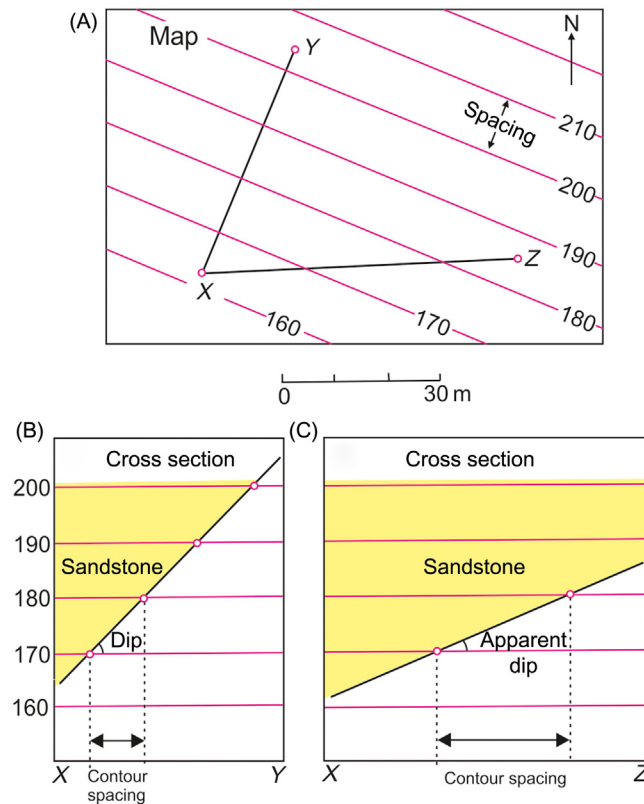 (A)
Map
N
Y
Spacing
210
200
190
X
Z
180
160
170
0
30 m
(B)
Cross section
200
190
Sandstone
180
Dip
170
160
X
Contour
spacing
Y
(C)
Cross section
Sandstone
Apparent
dip
X
Contour spacing
Z